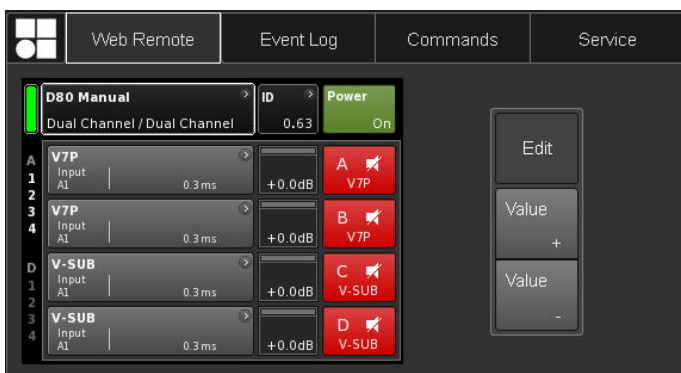 Web Remote
Event Log
Commands
Service
D80 Manual
Dual Channel / Dual Channel
ID
0.63
Power
On
A
1
2
3
4
D
1
2
3
4
V7P
Input
A1
0.3 ms
+0.0dB
A
V7P
V7P
Input
A1
0.3 ms
+0.0dB
B
V7P
V-SUB
Input
A1
0.3 ms
+0.0dB
C
V-SUB
V-SUB
Input
A1
0.3 ms
+0.0dB
D
V-SUB
Edit
Value
+
Value
-